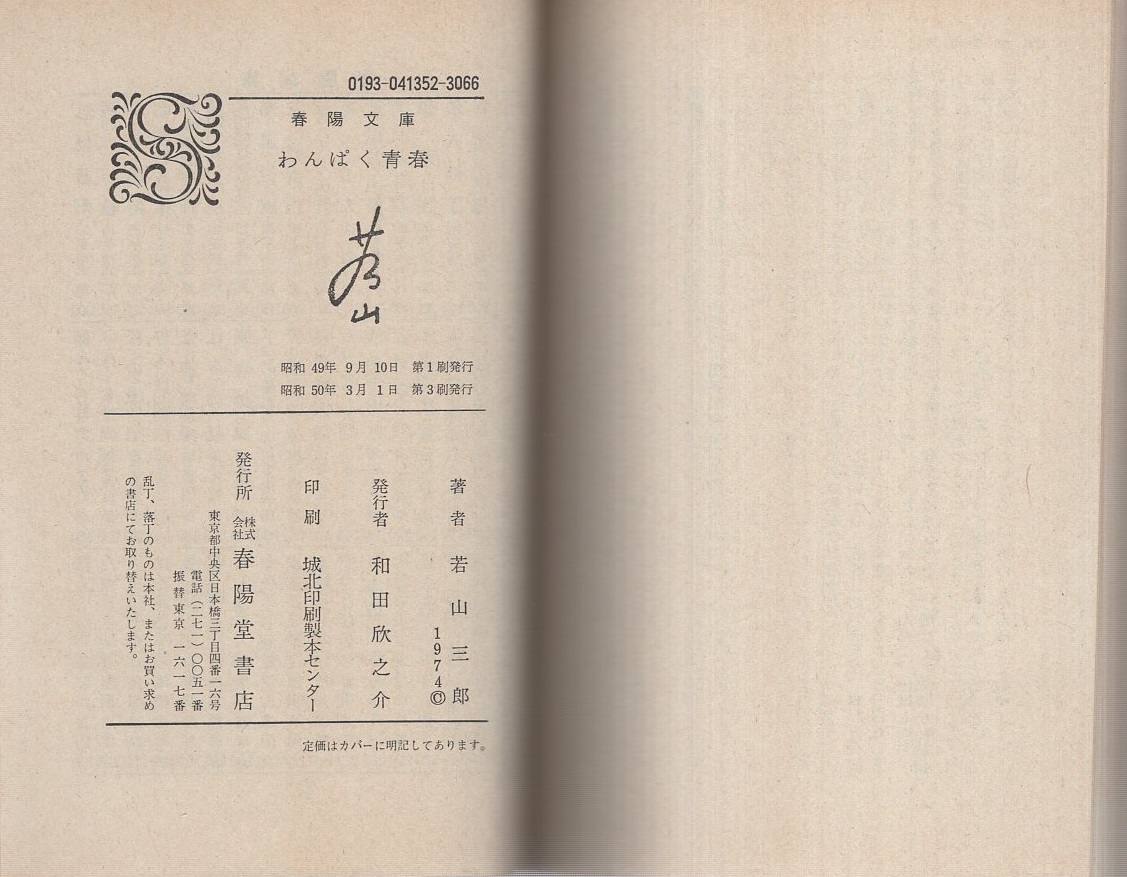 0193-041352-3066
春陽文庫
わんぱく青春
若山
昭和 49年 9月 10日 第1刷発行
昭和 50年 3月 1日 第3刷発行
著者 若山三郎
1974©
発行者 和田欣之介
印刷 城北印刷製本センター
発行所 株式会社 春陽堂書店
東京都中央区日本橋三丁目四番一六号
電話(二七一)〇〇五一番
振替東京 一六一七番
乱丁、落丁のものは本社、またはお買い求め
の書店にてお取り替えいたします。
定価はカバーに明記してあります。